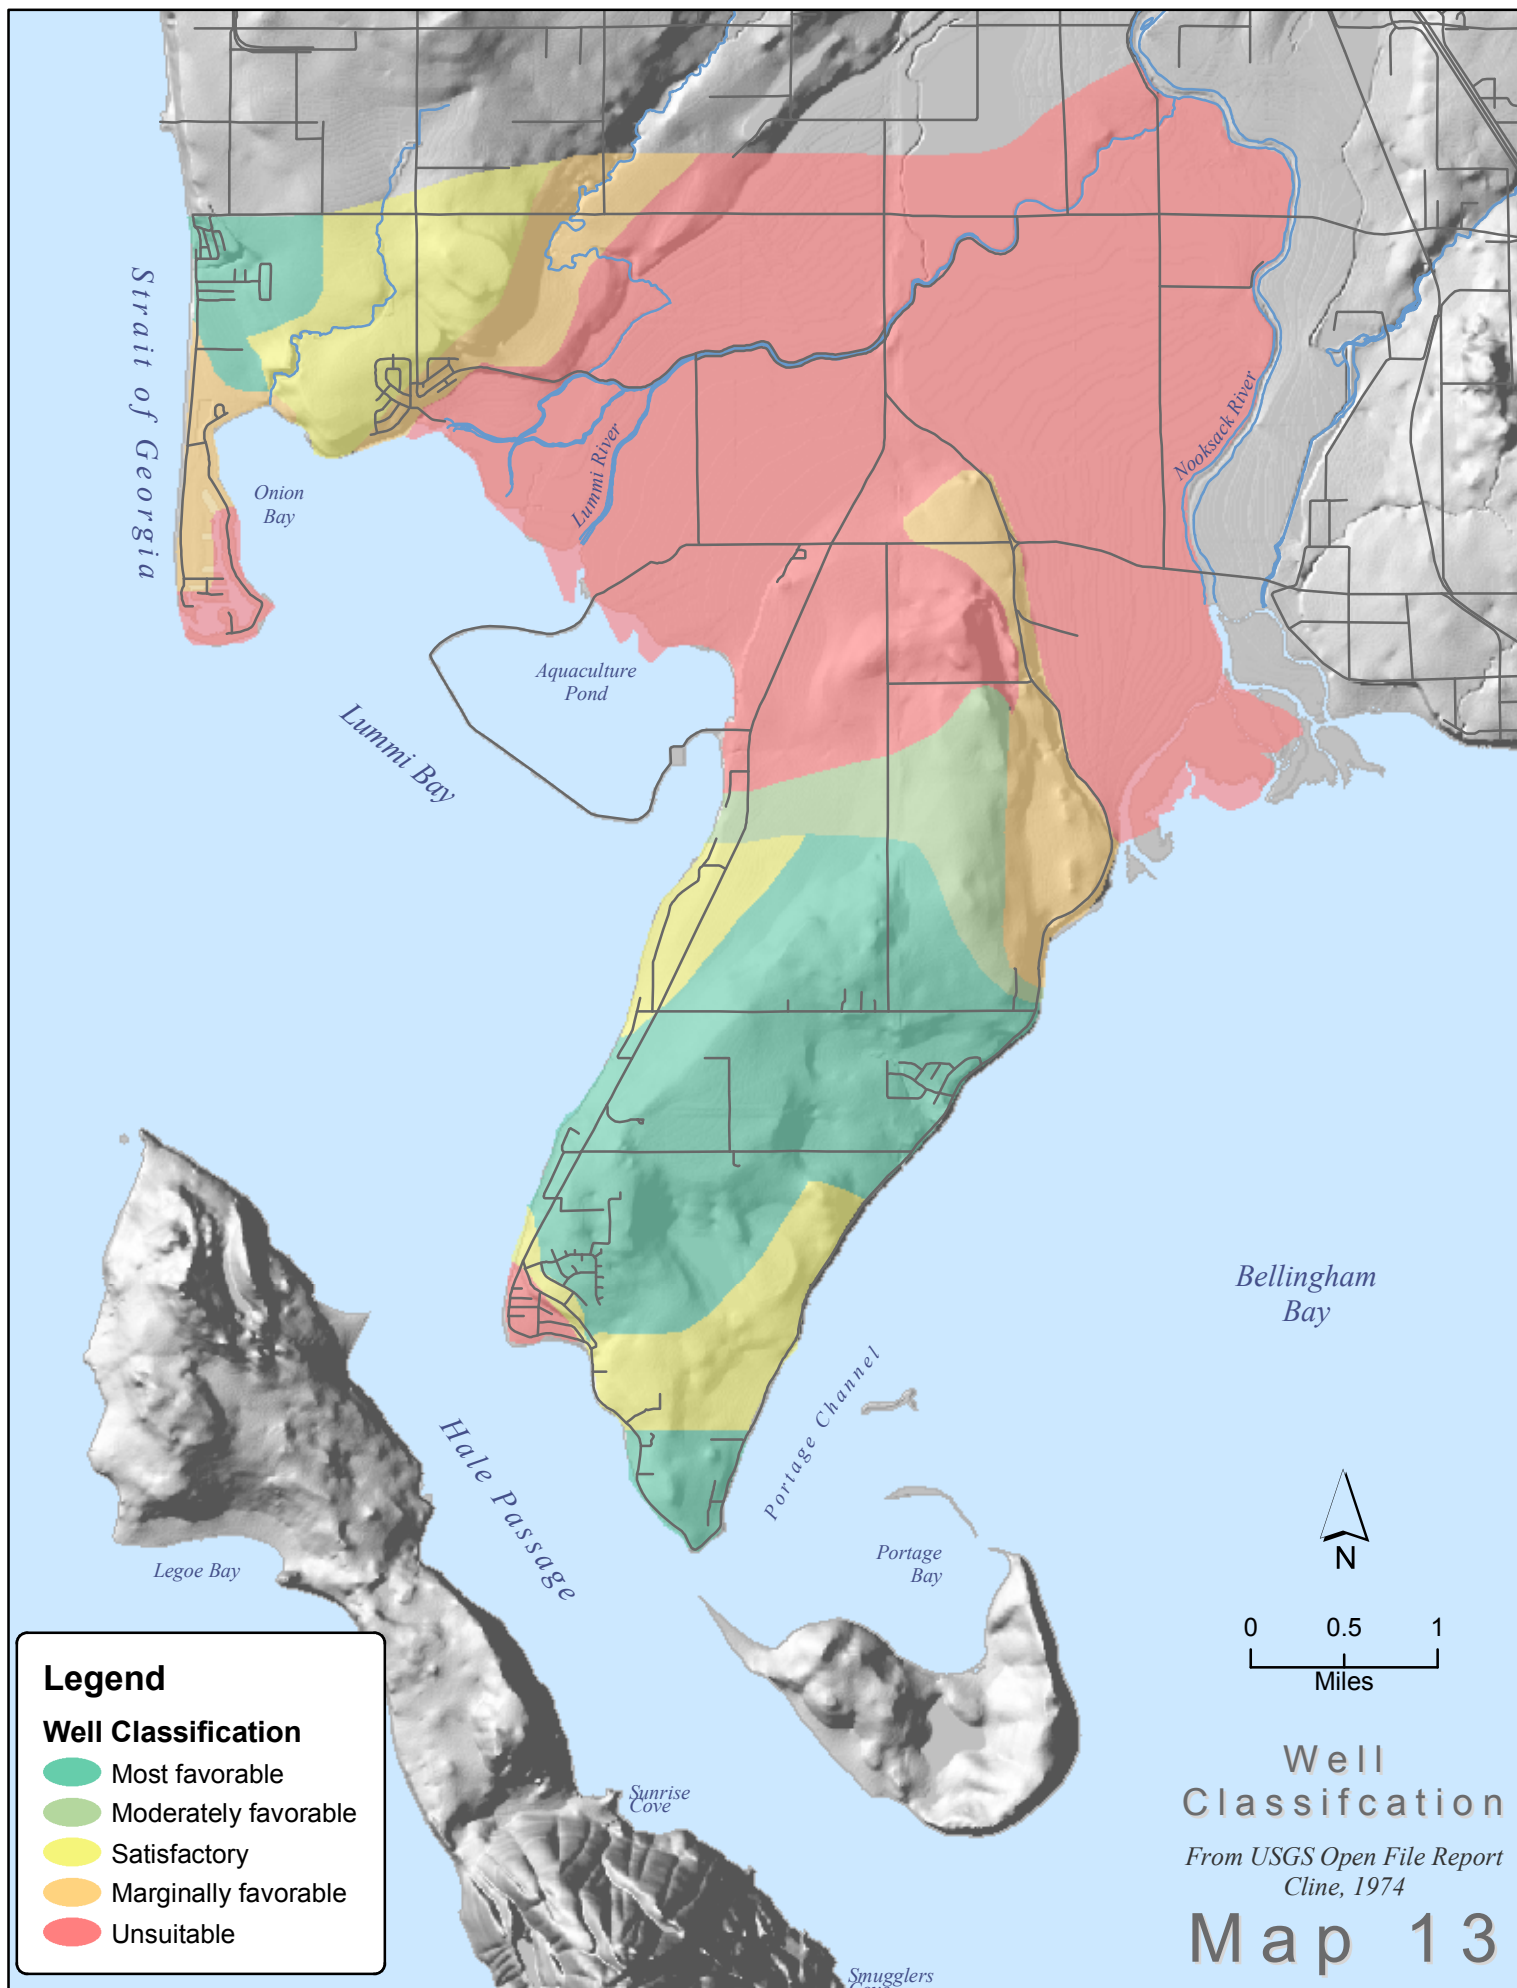 Strait of Georgia
Onion
Bay
Lummi River
Nooksack River
Aquaculture
Pond
Lummi Bay
Bellingham
Bay
Portage Channel
Hale Passage
Portage
Bay
Legoe Bay
Sunrise
Cove
Smugglers
N
0 0.5 1
Miles
Legend
Well Classification
Most favorable
Moderately favorable
Satisfactory
Marginally favorable
Unsuitable
Well
Classifcation
From USGS Open File Report
Cline, 1974
Map 13